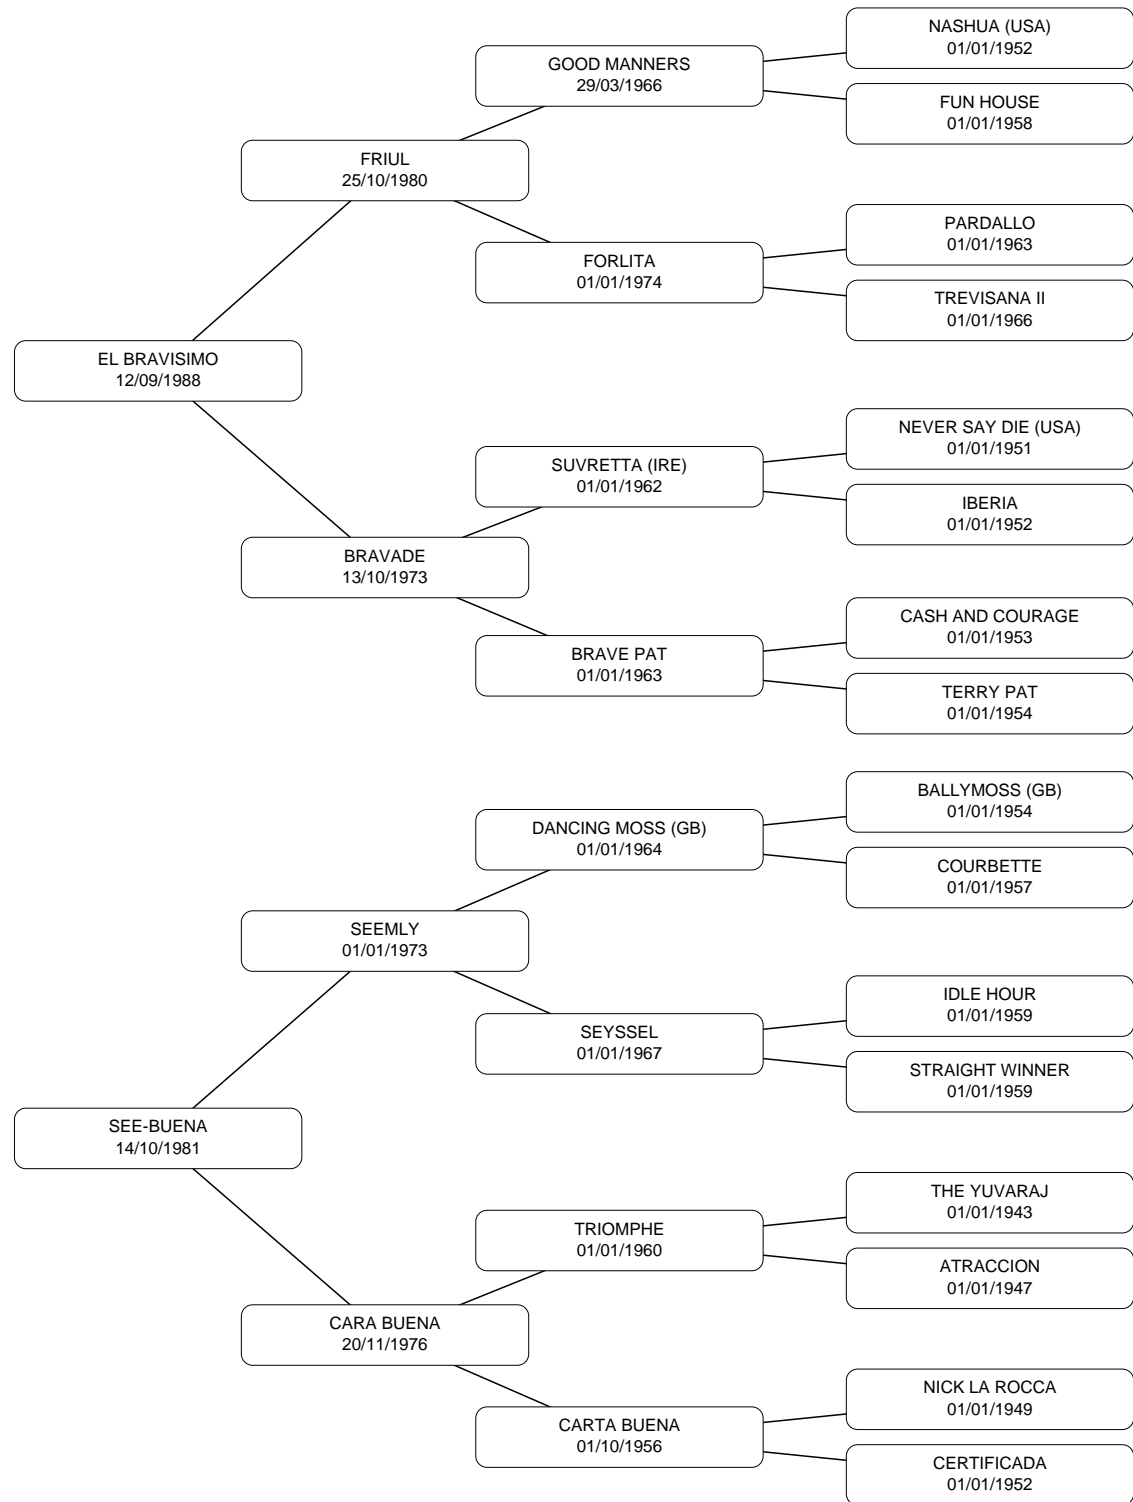 NASHUA (USA)
01/01/1952
GOOD MANNERS
29/03/1966
FUN HOUSE
01/01/1958
FRIUL
25/10/1980
PARDALLO
01/01/1963
FORLITA
01/01/1974
TREVISANA II
01/01/1966
EL BRAVISIMO
12/09/1988
NEVER SAY DIE (USA)
01/01/1951
SUVRETTA (IRE)
01/01/1962
IBERIA
01/01/1952
BRAVADE
13/10/1973
CASH AND COURAGE
01/01/1953
BRAVE PAT
01/01/1963
TERRY PAT
01/01/1954
BALLYMOSS (GB)
01/01/1954
DANCING MOSS (GB)
01/01/1964
COURBETTE
01/01/1957
SEEMLY
01/01/1973
IDLE HOUR
01/01/1959
SEYSSEL
01/01/1967
STRAIGHT WINNER
01/01/1959
SEE-BUENA
14/10/1981
THE YUVARAJ
01/01/1943
TRIOMPHE
01/01/1960
ATRACCION
01/01/1947
CARA BUENA
20/11/1976
NICK LA ROCCA
01/01/1949
CARTA BUENA
01/10/1956
CERTIFICADA
01/01/1952